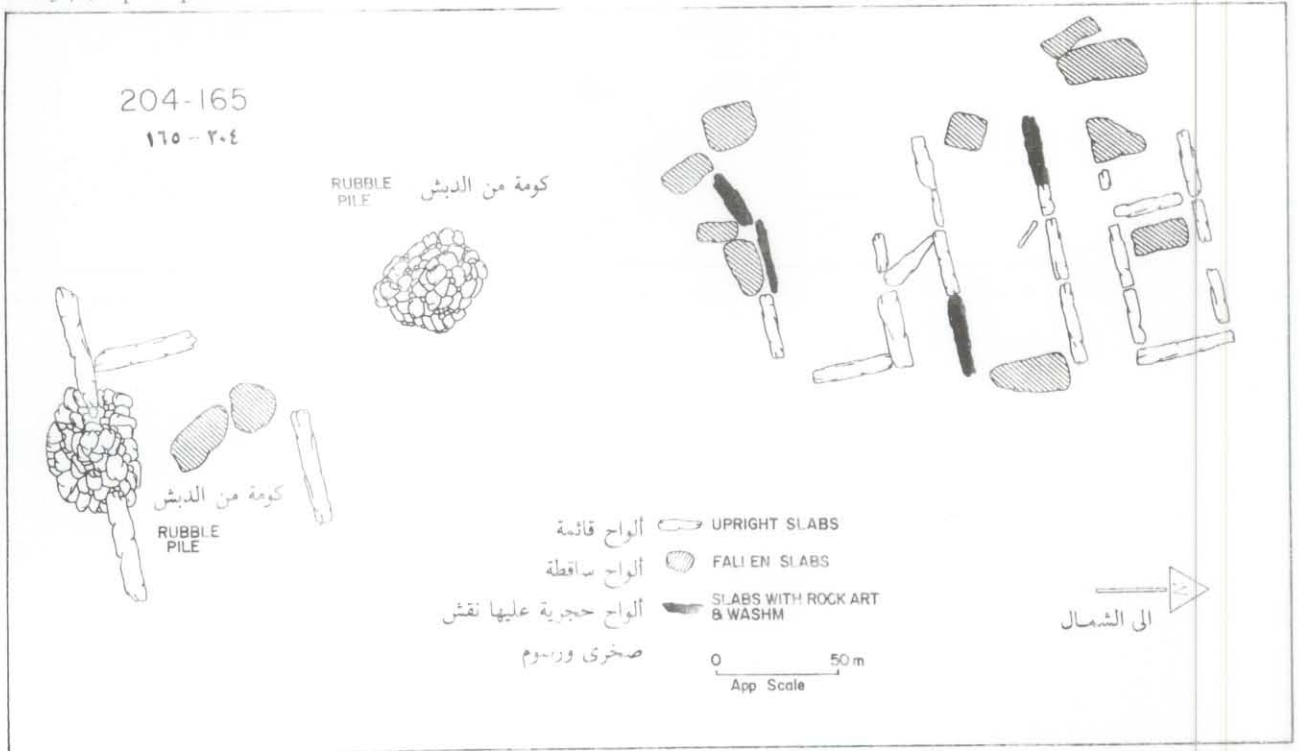 204-165
٢٠٤ – ١٦٥
RUBBLE PILE كومة من الدبش
كومة من الدبش
RUBBLE
PILE
ألواح قائمة UPRIGHT SLABS
ألواح ساقطة FALLEN SLABS
ألواح حجرية عليها نقش SLABS WITH ROCK ART
& WASHM
صخرى ورسوم
N
الى الشمال
0 50 m
App Scale